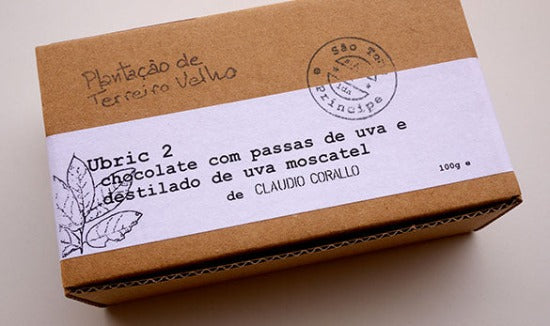 Plantação de
Terreiro Velho
São To
e Príncipe
Ubric 2
chocolate com passas de uva e
destilado de uva moscatel
de CLAUDIO CORALLO
100g e